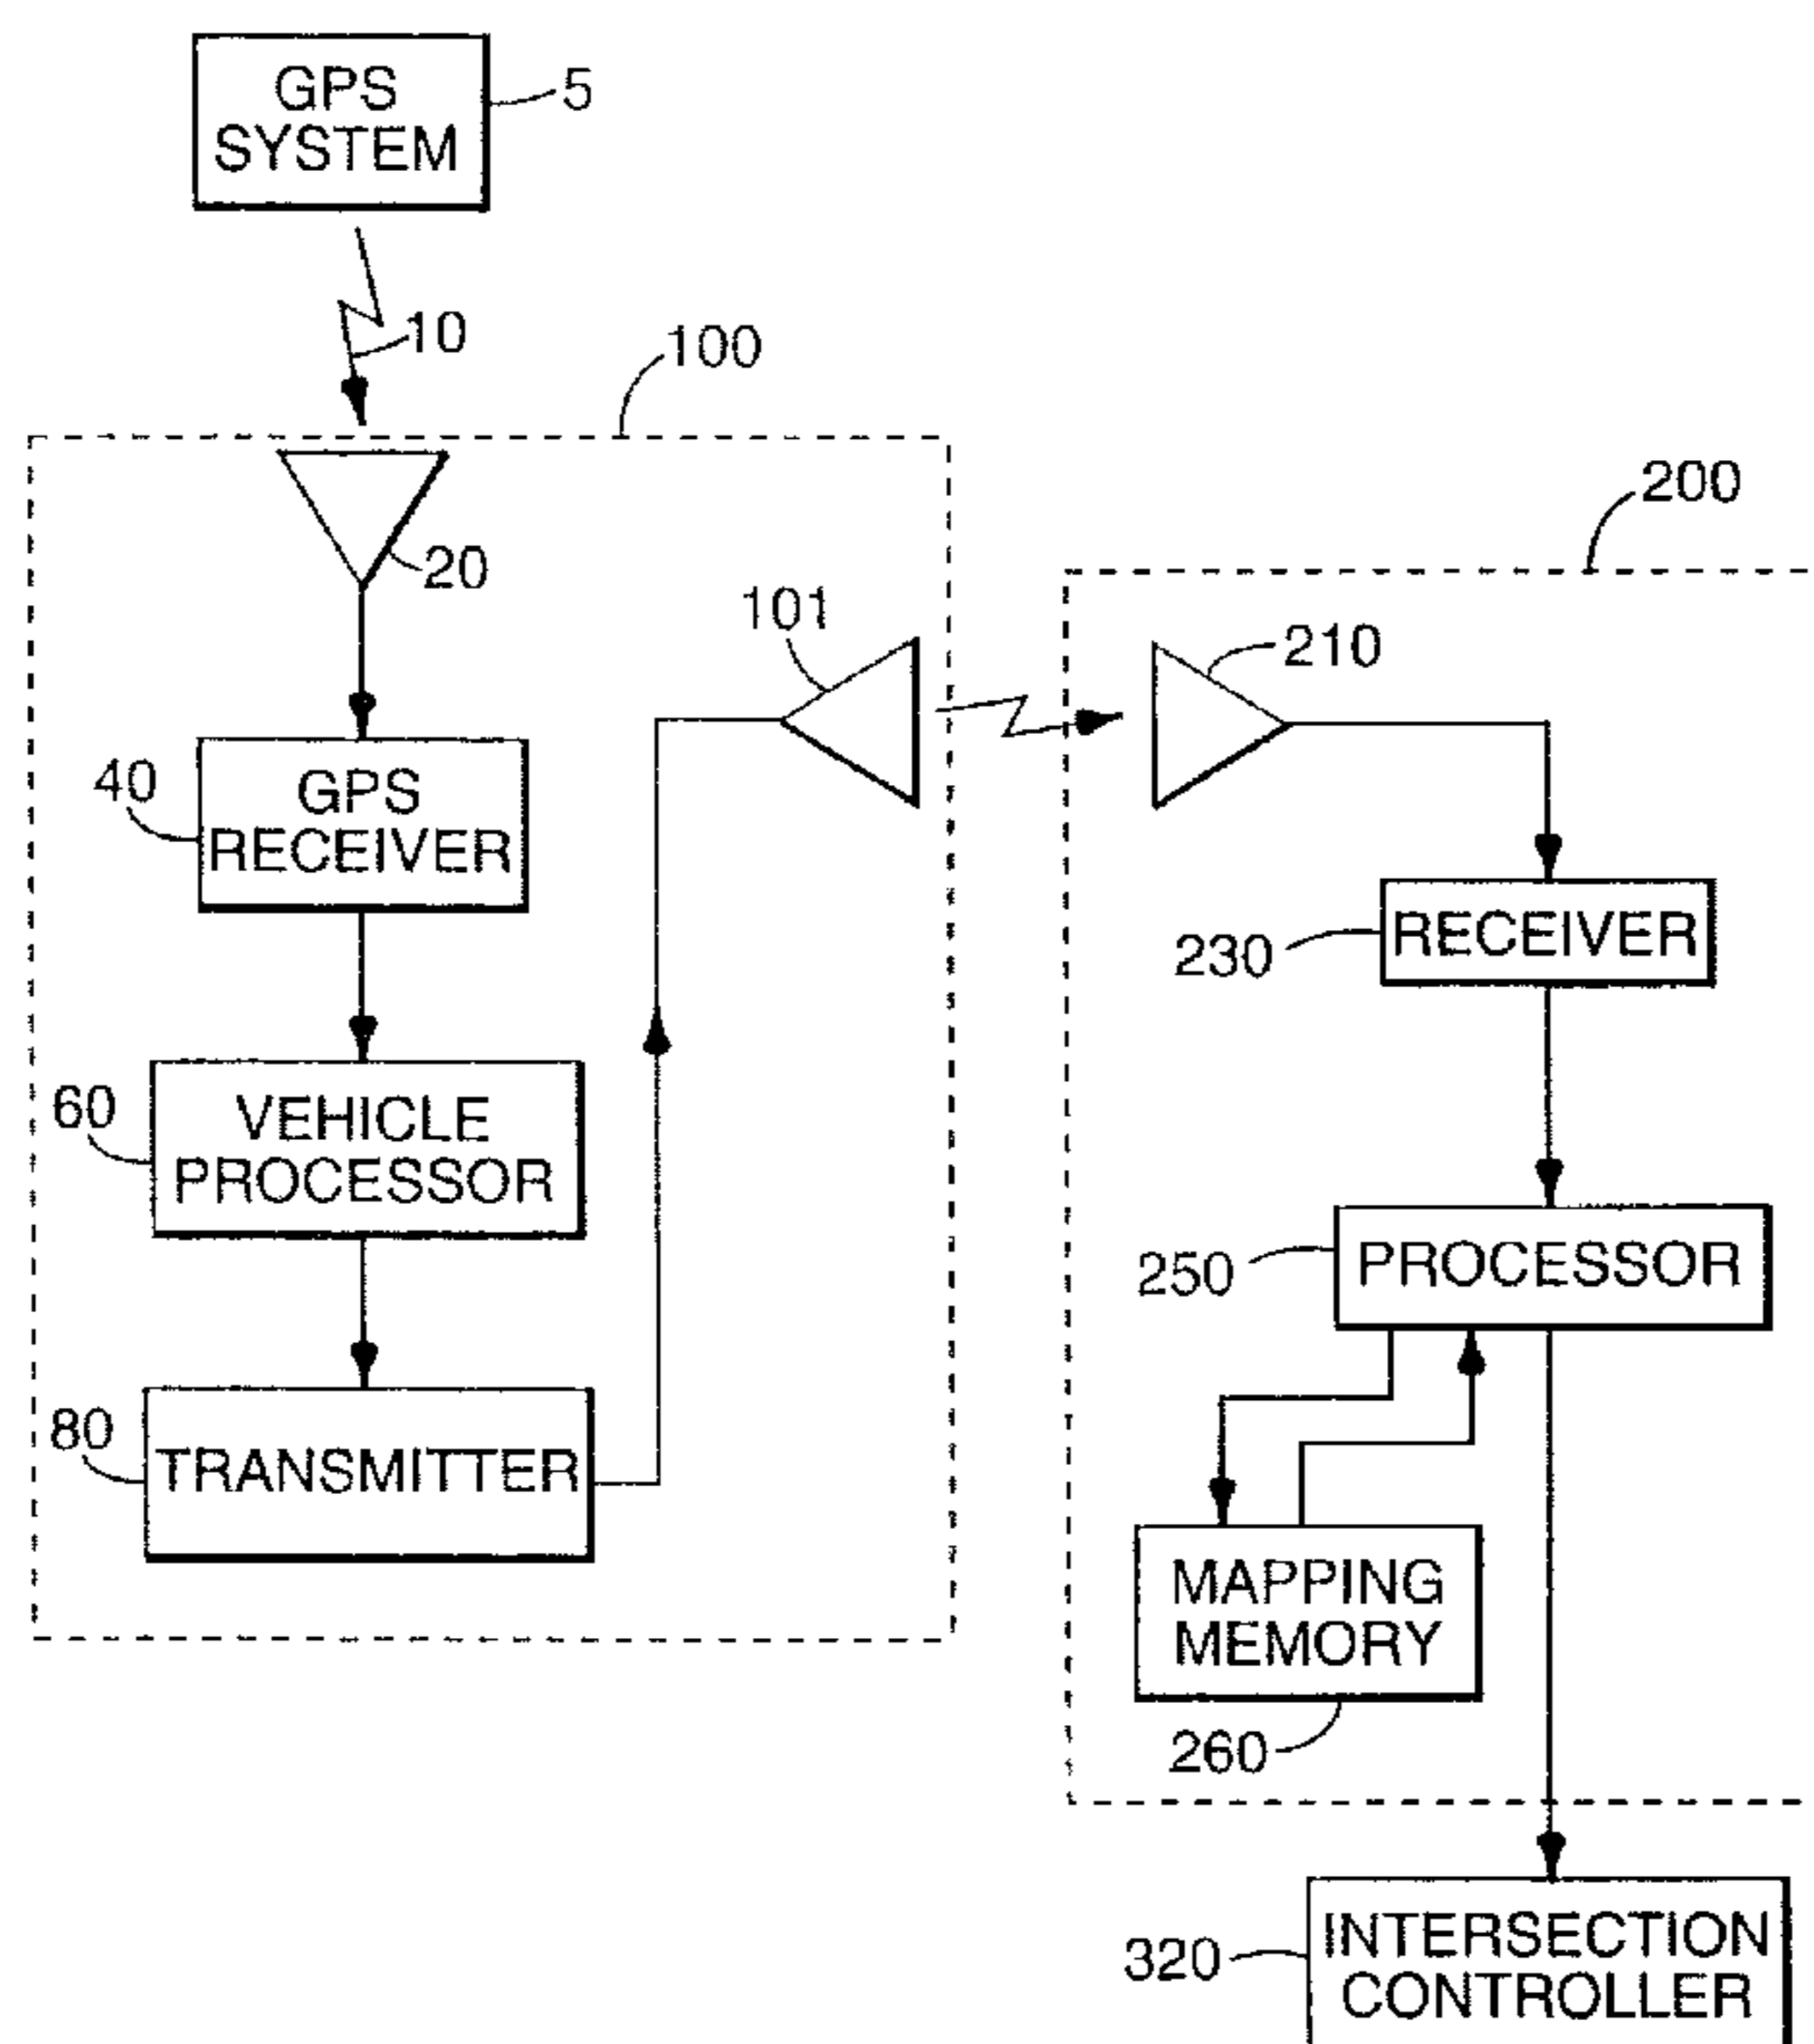 GPS
SYSTEM
5
10
100
20
200
101
210
40
GPS
RECEIVER
230
RECEIVER
60
VEHICLE
PROCESSOR
250
PROCESSOR
80
TRANSMITTER
MAPPING
MEMORY
260
320
INTERSECTION
CONTROLLER